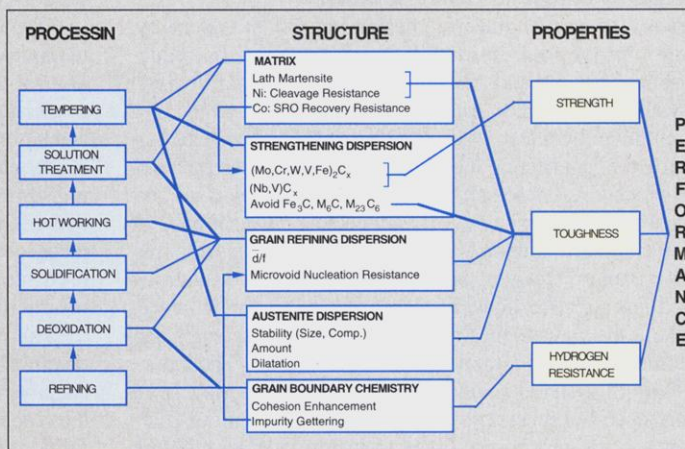 PROCESSIN
STRUCTURE
PROPERTIES
TEMPERING
SOLUTION
TREATMENT
HOT WORKING
SOLIDIFICATION
DEOXIDATION
REFINING
MATRIX
Lath Martensite
Ni: Cleavage Resistance
Co: SRO Recovery Resistance
STRENGTHENING DISPERSION
(Mo,Cr,W,V,Fe)₂Cₓ
(Nb,V)Cₓ
Avoid Fe₃C, M₆C, M₂₃C₆
GRAIN REFINING DISPERSION
d̄/f
Microvoid Nucleation Resistance
AUSTENITE DISPERSION
Stability (Size, Comp.)
Amount
Dilatation
GRAIN BOUNDARY CHEMISTRY
Cohesion Enhancement
Impurity Gettering
STRENGTH
TOUGHNESS
HYDROGEN
RESISTANCE
PERFORMANCE